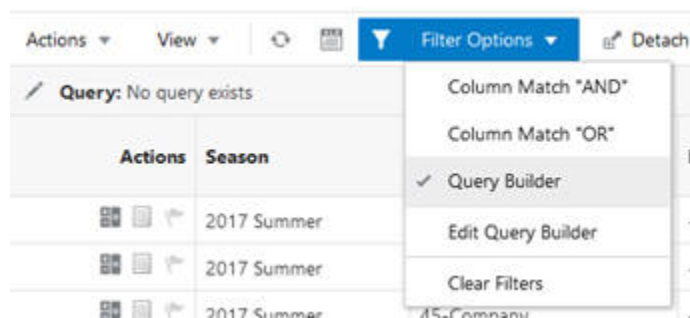 Actions View Filter Options Detach
Query: No query exists
Column Match "AND"
Column Match "OR"
Actions Season
Query Builder
2017 Summer
Edit Query Builder
2017 Summer
Clear Filters
2017 Summer 45-Company